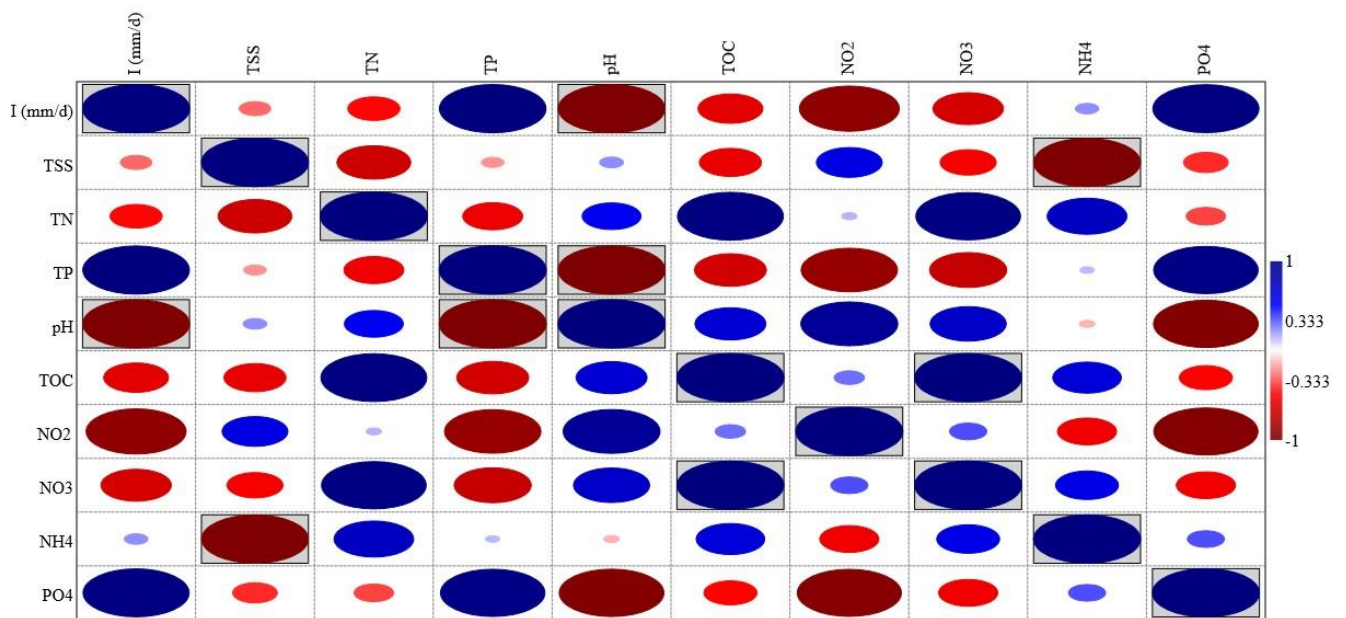 I (mm/d) TSS TN TP pH TOC NO2 NO3 NH4 PO4
I (mm/d)
TSS
TN
TP
pH
TOC
NO2
NO3
NH4
PO4
1
0.333
-0.333
-1